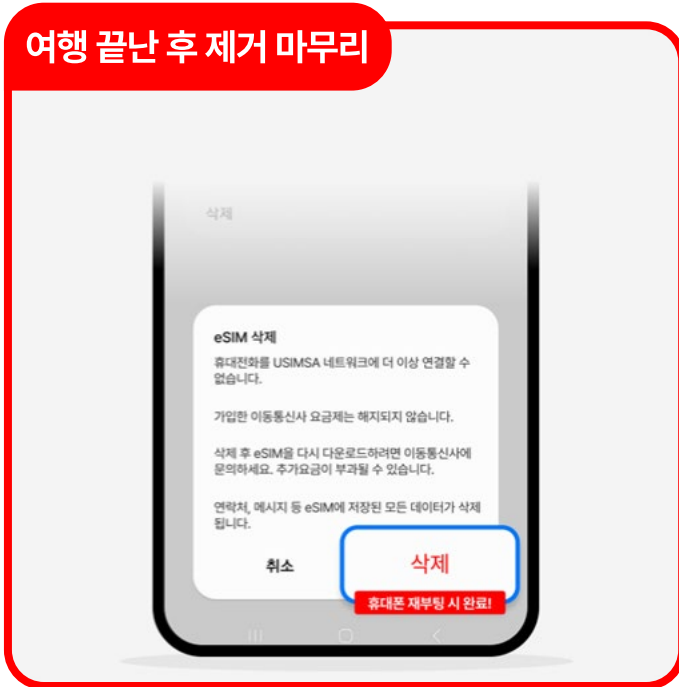 여행 끝난 후 제거 마무리
삭제
eSIM 삭제
휴대전화를 USIMSA 네트워크에 더 이상 연결할 수
없습니다.
가입한 이동통신사 요금제는 해지되지 않습니다.
삭제 후 eSIM을 다시 다운로드하려면 이동통신사에
문의하세요. 추가요금이 부과될 수 있습니다.
연락처, 메시지 등 eSIM에 저장된 모든 데이터가 삭제
됩니다.
취소
삭제
휴대폰 재부팅 시 완료!